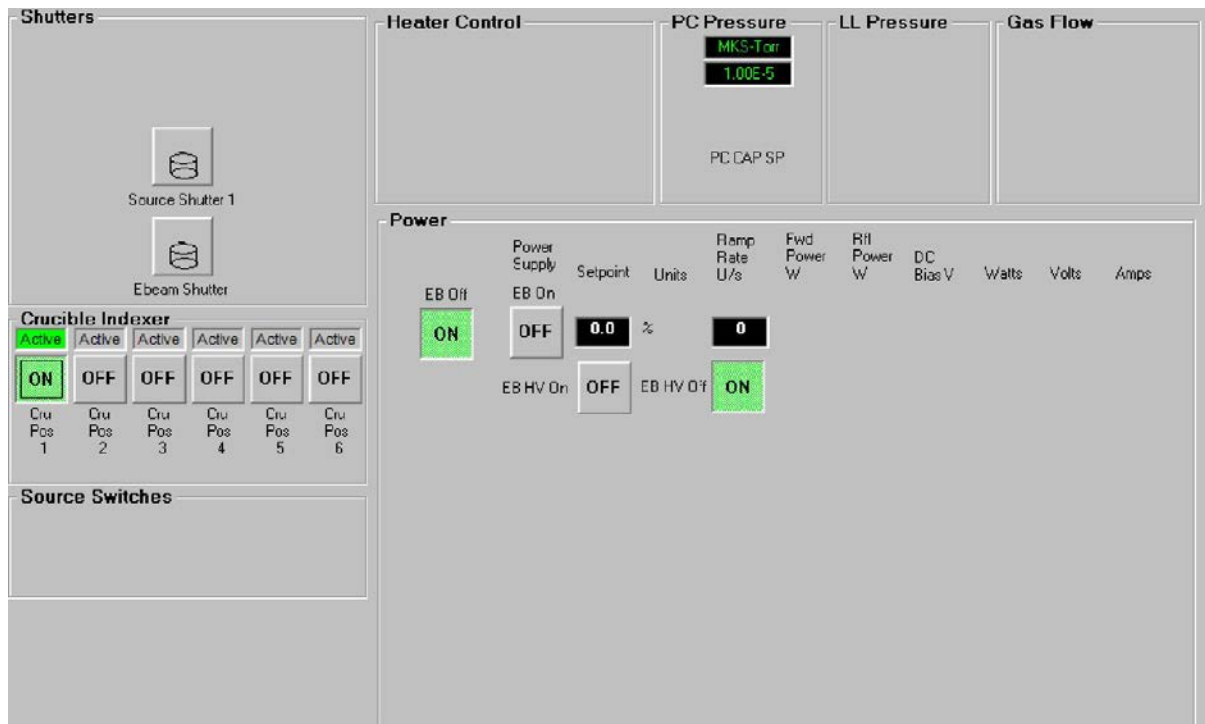 Shutters
Source Shutter 1
Ebeam Shutter
Crucible Indexer
Active Active Active Active Active Active
ON OFF OFF OFF OFF OFF
Cru Cru Cru Cru Cru Cru
Pos Pos Pos Pos Pos Pos
1 2 3 4 5 6
Source Switches
Heater Control
PC Pressure
MKS-Torr
1.00E-5
PC CAP SP
LL Pressure
Gas Flow
Power
Power
Supply
Setpoint
Units
Ramp
Rate
U/s
Fwd
Power
W
Rfl
Power
W
DC
Bias V
Watts
Volts
Amps
EB Off
ON
EB On
OFF
0.0 %
0
EB HV On OFF EB HV Off ON